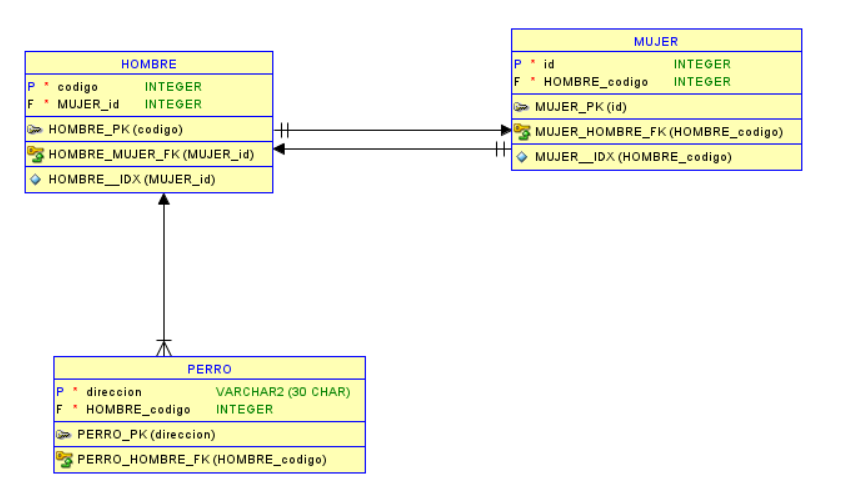 HOMBRE
P * codigo INTEGER
F * MUJER_id INTEGER
HOMBRE_PK (codigo)
HOMBRE_MUJER_FK (MUJER_id)
HOMBRE__IDX (MUJER_id)
MUJER
P * id INTEGER
F * HOMBRE_codigo INTEGER
MUJER_PK (id)
MUJER_HOMBRE_FK (HOMBRE_codigo)
MUJER__IDX (HOMBRE_codigo)
PERRO
P * direccion VARCHAR2 (30 CHAR)
F * HOMBRE_codigo INTEGER
PERRO_PK (direccion)
PERRO_HOMBRE_FK (HOMBRE_codigo)